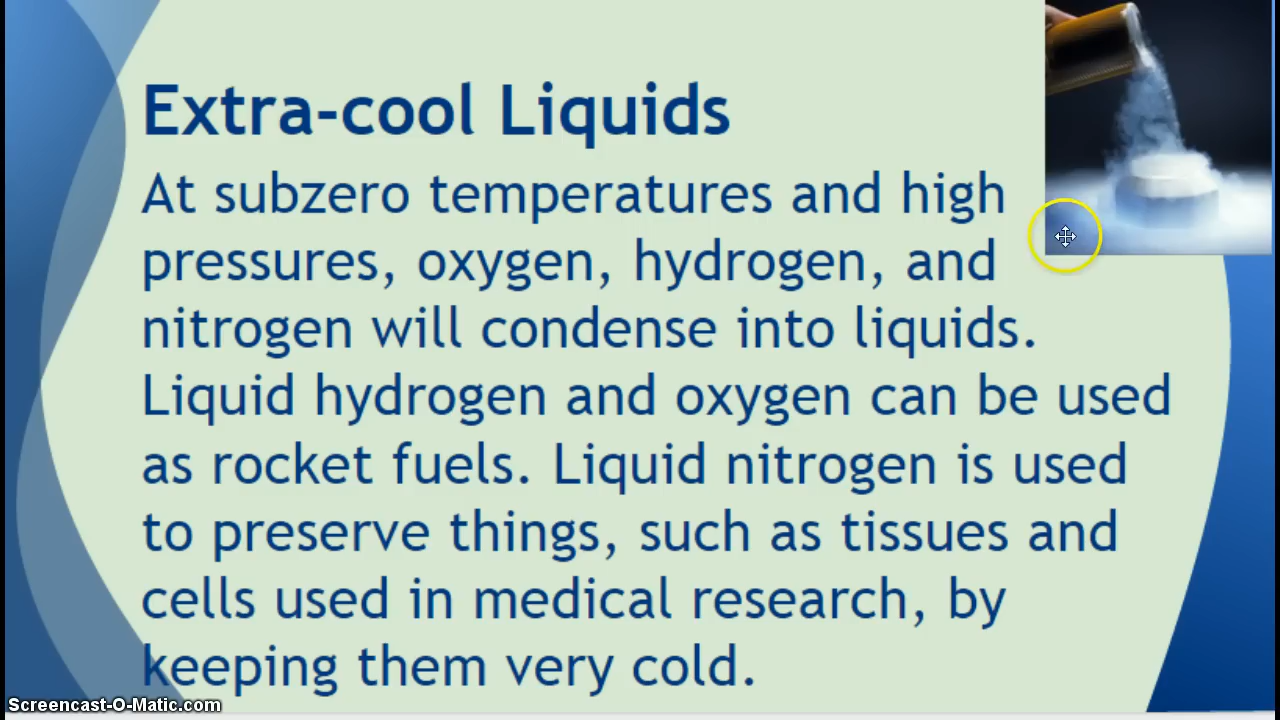 Extra-cool Liquids
At subzero temperatures and high
pressures, oxygen, hydrogen, and
nitrogen will condense into liquids.
Liquid hydrogen and oxygen can be used
as rocket fuels. Liquid nitrogen is used
to preserve things, such as tissues and
cells used in medical research, by
keeping them very cold.
Screencast-O-Matic.com